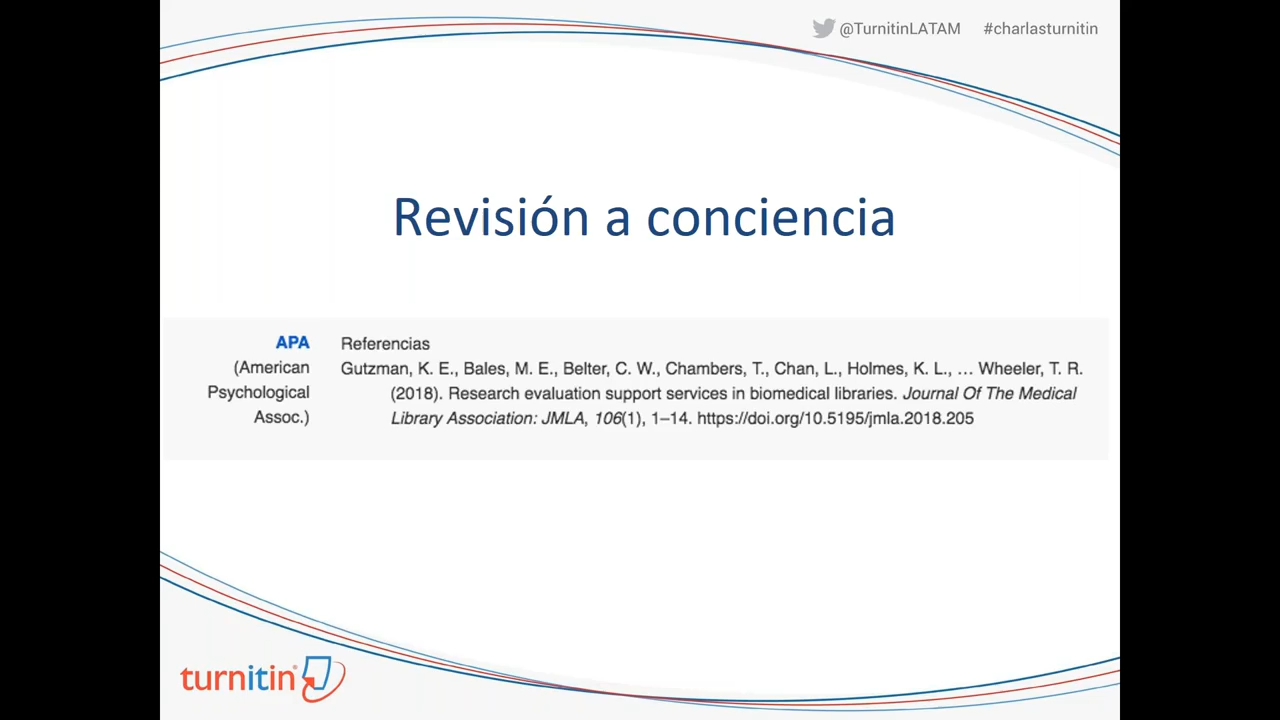 @TurnitinLATAM #charlasturnitin
Revisión a conciencia
APA
(American
Psychological
Assoc.)
Referencias
Gutzman, K. E., Bales, M. E., Belter, C. W., Chambers, T., Chan, L., Holmes, K. L., … Wheeler, T. R.
(2018). Research evaluation support services in biomedical libraries. Journal Of The Medical
Library Association: JMLA, 106(1), 1–14. https://doi.org/10.5195/jmla.2018.205
turnitin